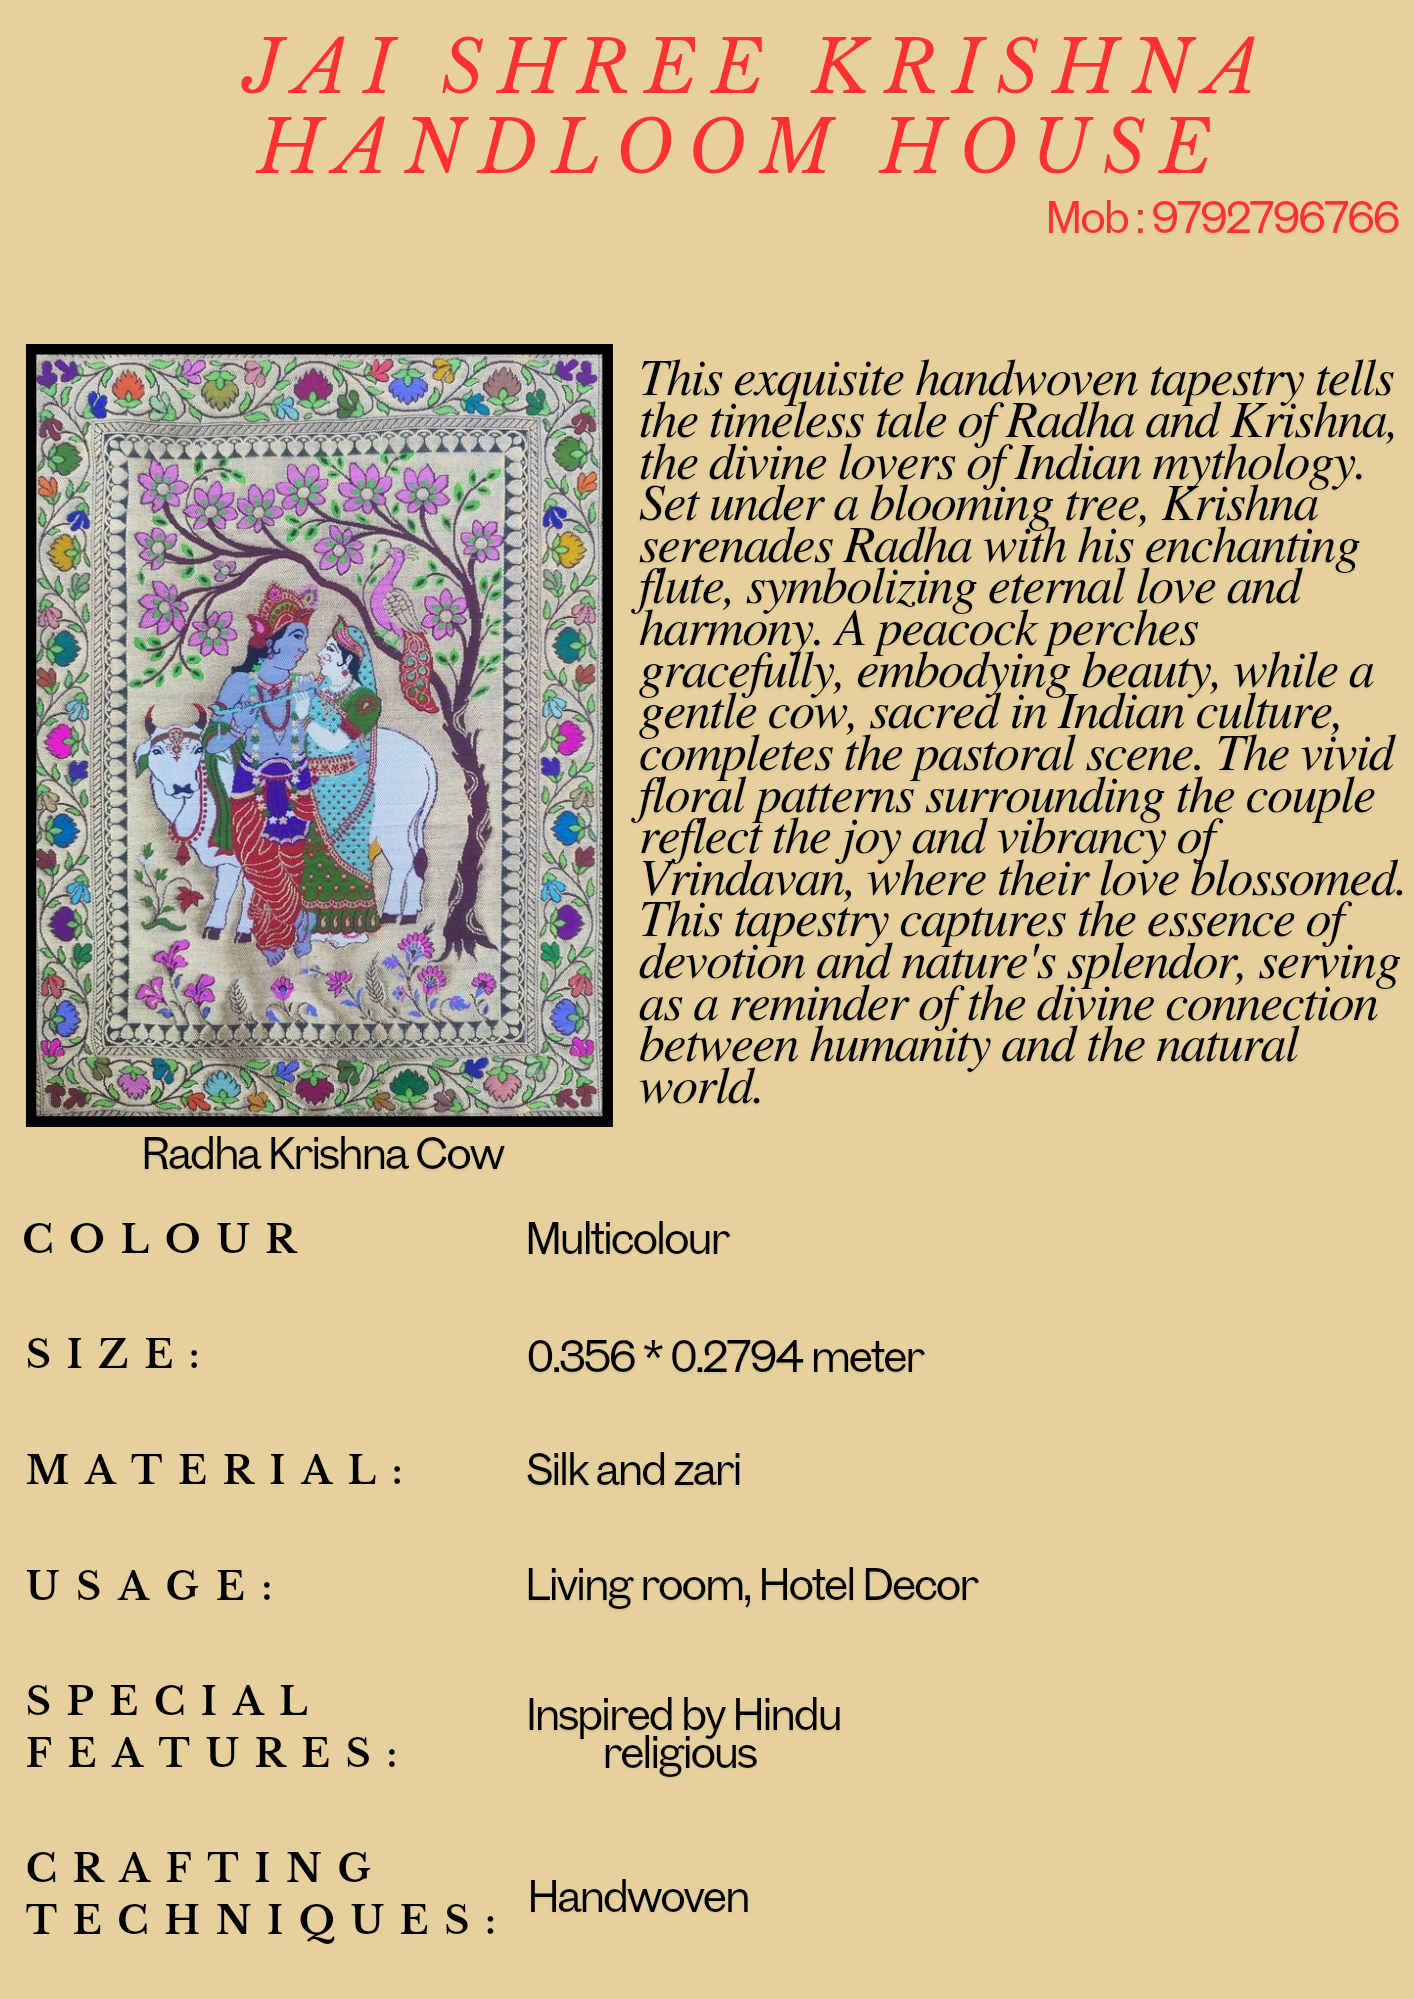 JAI SHREE KRISHNA
HANDLOOM HOUSE
Mob : 9792796766
This exquisite handwoven tapestry tells
the timeless tale of Radha and Krishna,
the divine lovers of Indian mythology.
Set under a blooming tree, Krishna
serenades Radha with his enchanting
flute, symbolizing eternal love and
harmony. A peacock perches
gracefully, embodying beauty, while a
gentle cow, sacred in Indian culture,
completes the pastoral scene. The vivid
floral patterns surrounding the couple
reflect the joy and vibrancy of
Vrindavan, where their love blossomed.
This tapestry captures the essence of
devotion and nature's splendor, serving
as a reminder of the divine connection
between humanity and the natural
world.
Radha Krishna Cow
COLOUR Multicolour
SIZE: 0.356 * 0.2794 meter
MATERIAL: Silk and zari
USAGE: Living room, Hotel Decor
SPECIAL
FEATURES:
Inspired by Hindu
religious
CRAFTING
TECHNIQUES:
Handwoven